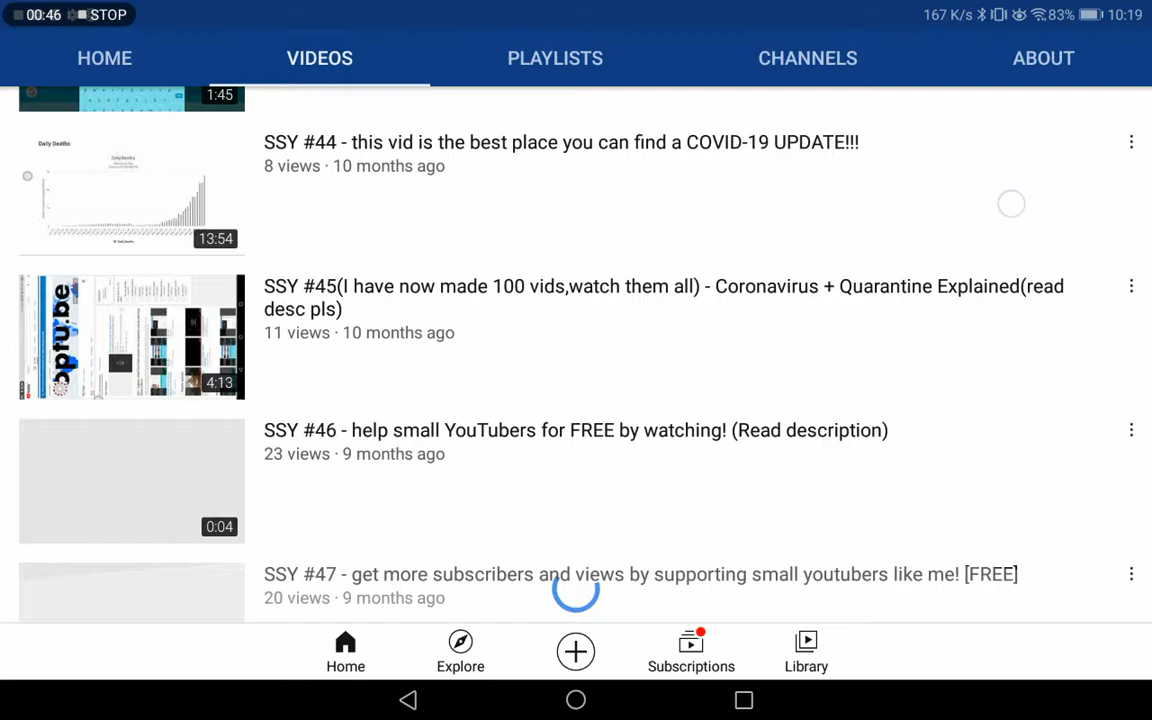 00:46 STOP
167 K/s 83% 10:19
HOME
VIDEOS
PLAYLISTS
CHANNELS
ABOUT
1:45
SSY #44 - this vid is the best place you can find a COVID-19 UPDATE!!!
8 views · 10 months ago
Daily Deaths
13:54
SSY #45(I have now made 100 vids,watch them all) - Coronavirus + Quarantine Explained(read
desc pls)
11 views · 10 months ago
4:13
SSY #46 - help small YouTubers for FREE by watching! (Read description)
23 views · 9 months ago
0:04
SSY #47 - get more subscribers and views by supporting small youtubers like me! [FREE]
20 views · 9 months ago
Home
Explore
Subscriptions
Library